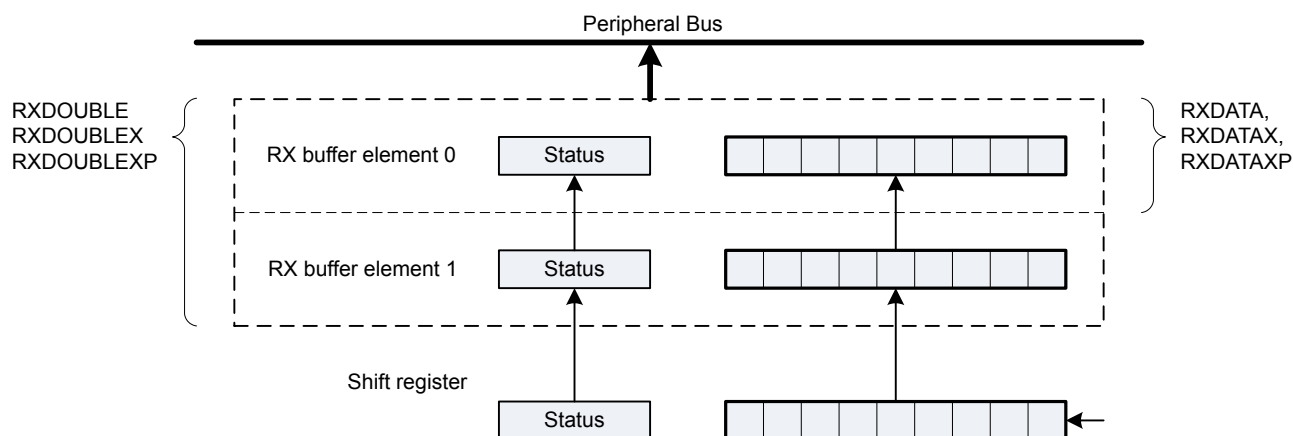 Peripheral Bus
RXDOUBLE
RXDOUBLEX
RXDOUBLEXP
RXDATA,
RXDATAX,
RXDATAXP
RX buffer element 0
Status
RX buffer element 1
Status
Shift register
Status